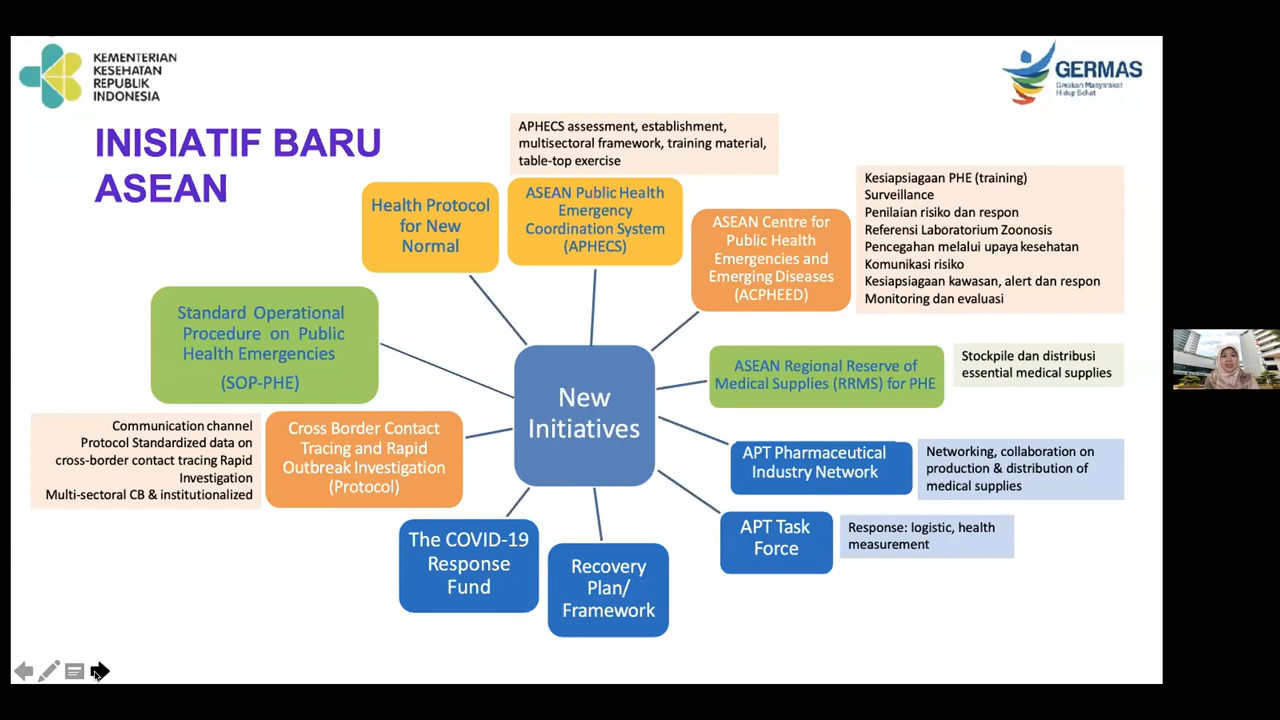 KEMENTERIAN
KESEHATAN
REPUBLIK
INDONESIA
GERMAS
Gerakan Masyarakat
Hidup Sehat
INISIATIF BARU
ASEAN
APHECS assessment, establishment,
multisectoral framework, training material,
table-top exercise
Health Protocol
for New
Normal
ASEAN Public Health
Emergency
Coordination System
(APHECS)
ASEAN Centre for
Public Health
Emergencies and
Emerging Diseases
(ACPHEED)
Kesiapsiagaan PHE (training)
Surveillance
Penilaian risiko dan respon
Referensi Laboratorium Zoonosis
Pencegahan melalui upaya kesehatan
Komunikasi risiko
Kesiapsiagaan kawasan, alert dan respon
Monitoring dan evaluasi
Standard Operational
Procedure on Public
Health Emergencies
(SOP-PHE)
New
Initiatives
ASEAN Regional Reserve of
Medical Supplies (RRMS) for PHE
Stockpile dan distribusi
essential medical supplies
Communication channel
Protocol Standardized data on
cross-border contact tracing Rapid
Investigation
Multi-sectoral CB & institutionalized
Cross Border Contact
Tracing and Rapid
Outbreak Investigation
(Protocol)
APT Pharmaceutical
Industry Network
Networking, collaboration on
production & distribution of
medical supplies
The COVID-19
Response
Fund
Recovery
Plan/
Framework
APT Task
Force
Response: logistic, health
measurement